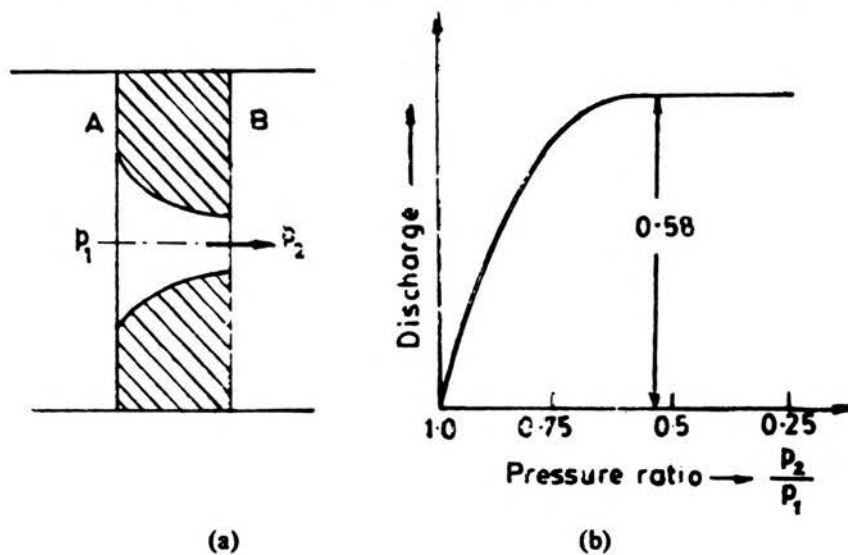 A
B
p₁
p₂
Discharge
0.58
1.0
0.75
0.5
0.25
Pressure ratio → p₂/p₁
(a)
(b)